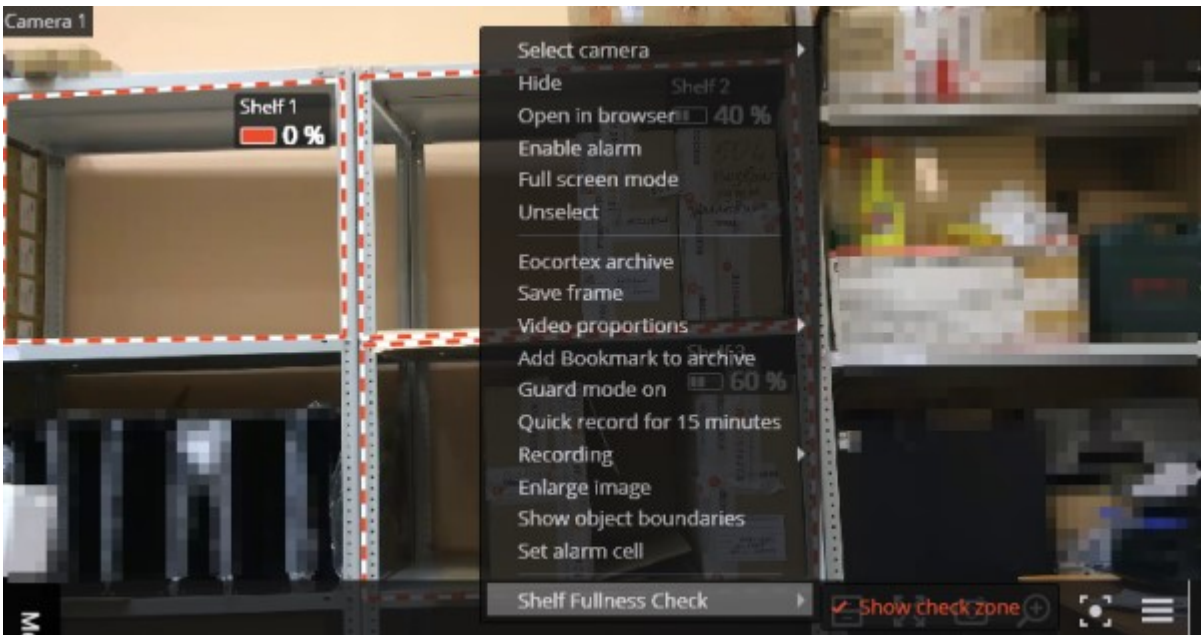 Camera 1
Shelf 1
0 %
Select camera
Hide
Shelf 2
Open in browser
40 %
Enable alarm
Full screen mode
Unselect
Eocortex archive
Save frame
Video proportions
Add Bookmark to archive
Guard mode on
60 %
Quick record for 15 minutes
Recording
Enlarge image
Show object boundaries
Set alarm cell
Shelf Fullness Check
Show check zone